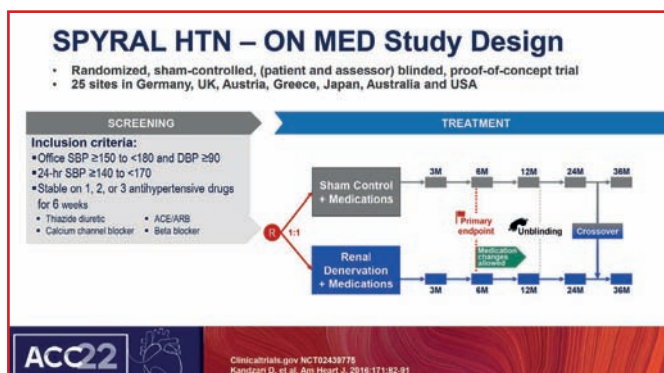 SPYRAL HTN – ON MED Study Design
• Randomized, sham-controlled, (patient and assessor) blinded, proof-of-concept trial
• 25 sites in Germany, UK, Austria, Greece, Japan, Australia and USA
SCREENING
TREATMENT
Inclusion criteria:
▪Office SBP ≥150 to <180 and DBP ≥90
▪24-hr SBP ≥140 to <170
▪Stable on 1, 2, or 3 antihypertensive drugs
for 6 weeks
• Thiazide diuretic • ACE/ARB
• Calcium channel blocker • Beta blocker
R
1:1
Sham Control
+ Medications
3M 6M 12M 24M 36M
Primary
endpoint
Unblinding
Crossover
Medication
changes
allowed
Renal
Denervation
+ Medications
3M 6M 12M 24M 36M
ACC22
Clinicaltrials.gov NCT02439775
Kandzari D, et al. Am Heart J. 2016;171:82-91